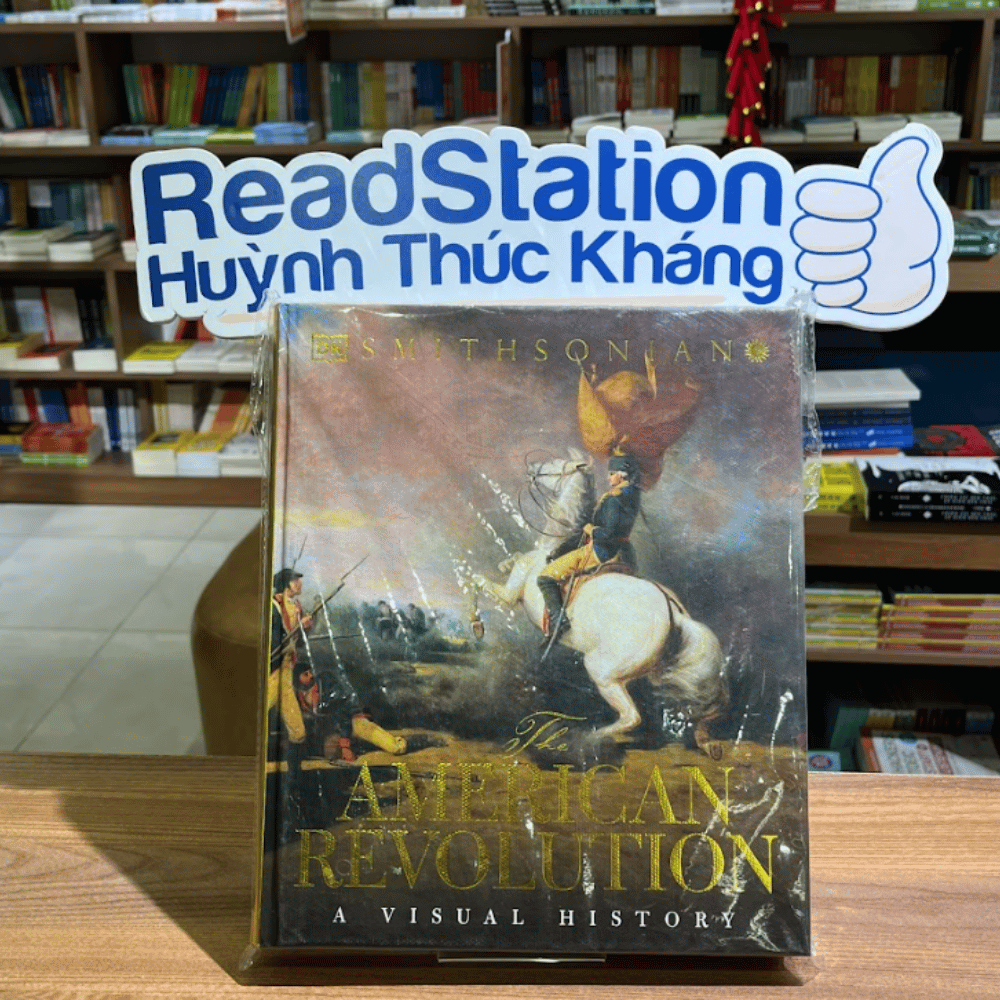 ReadStation
Huỳnh Thúc Kháng
DK SMITHSONIAN
The
AMERICAN
REVOLUTION
A VISUAL HISTORY